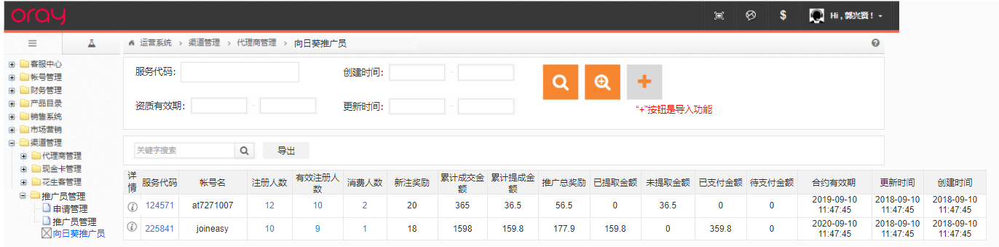 oray
$ Hi , 郭兴贤！
运营系统 > 渠道管理 > 代理商管理 > 向日葵推广员
客服中心
帐号管理
财务管理
产品目录
销售系统
市场营销
渠道管理
代理商管理
现金卡管理
花生客管理
推广员管理
申请管理
推广员管理
向日葵推广员
服务代码： 创建时间： -
资质有效期： - 更新时间： -
"+"按钮是导入功能
关键字搜索 导出
详情 服务代码 帐号名 注册人数 有效注册人数 消费人数 新注奖励 累计成交金额 累计提成金额 推广总奖励 已提取金额 未提取金额 已支付金额 待支付金额 合约有效期 更新时间 创建时间
124571 at7271007 12 10 2 20 365 36.5 56.5 0 36.5 0 0 2019-09-10 11:47:45 2018-09-10 11:47:45 2018-09-10 11:47:45
225841 joineasy 10 9 1 18 1598 159.8 177.9 159.8 0 359.8 0 2020-09-10 11:47:45 2018-09-10 11:47:45 2018-09-10 11:47:45